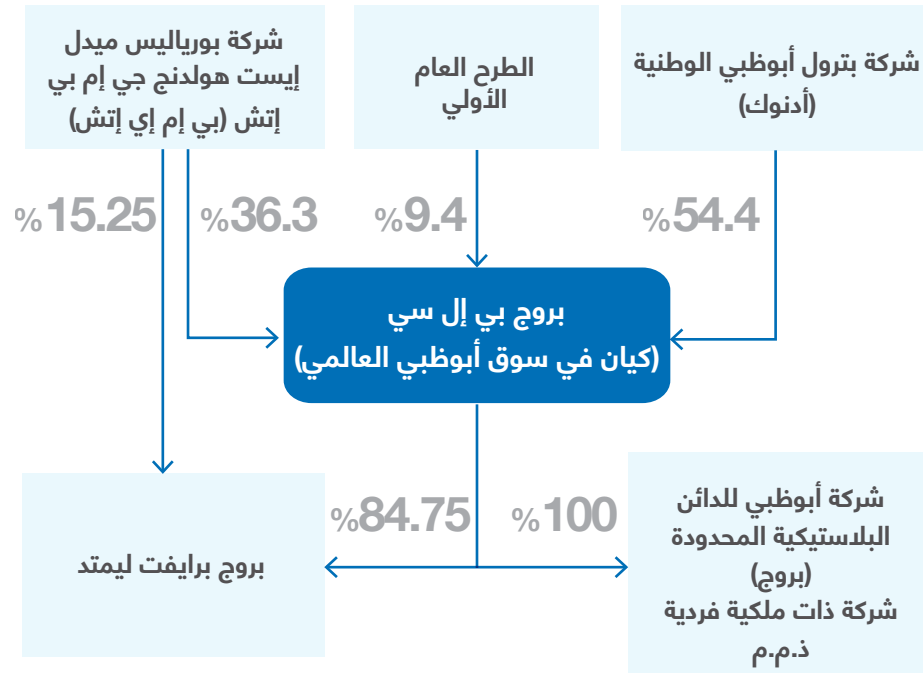 شركة بترول أبوظبي الوطنية
(أدنوك)
الطرح العام
الأولي
شركة بورياليس ميدل
إيست هولدنج جي إم بي
إتش (بي إم إي إتش)
%54.4
%9.4
%36.3
%15.25
بروج بي إل سي
(كيان في سوق أبوظبي العالمي)
%100
%84.75
شركة أبوظبي للدائن
البلاستيكية المحدودة
(بروج)
شركة ذات ملكية فردية
ذ.م.م
بروج برايفت ليمتد